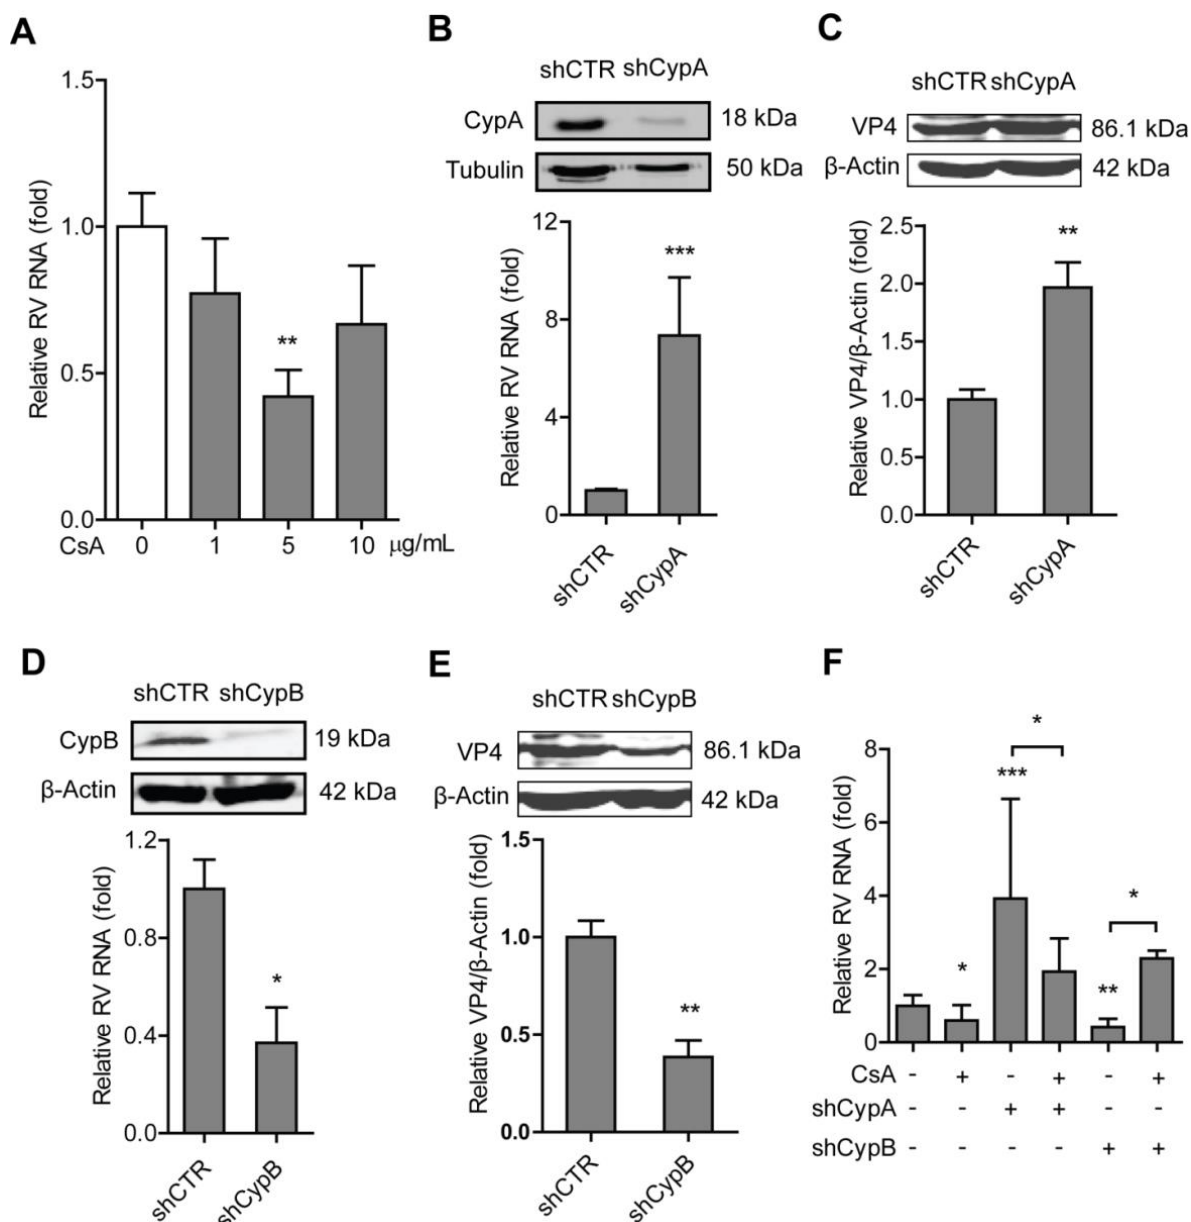 A
1.5
1.0
0.5
0.0
Relative RV RNA (fold)
**
CsA 0 1 5 10 µg/mL
B
shCTR shCypA
CypA 18 kDa
Tubulin 50 kDa
12
8
4
0
Relative RV RNA (fold)
***
shCTR
shCypA
C
shCTR shCypA
VP4 86.1 kDa
β-Actin 42 kDa
2.5
2.0
1.5
1.0
0.5
0.0
Relative VP4/β-Actin (fold)
**
shCTR
shCypA
D
shCTR shCypB
CypB 19 kDa
β-Actin 42 kDa
1.2
0.8
0.4
0.0
Relative RV RNA (fold)
*
shCTR
shCypB
E
shCTR shCypB
VP4 86.1 kDa
β-Actin 42 kDa
1.5
1.0
0.5
0.0
Relative VP4/β-Actin (fold)
**
shCTR
shCypB
F
8
6
4
2
0
Relative RV RNA (fold)
*
***
*
*
**
CsA - + - + - +
shCypA - - + + - -
shCypB - - - - + +